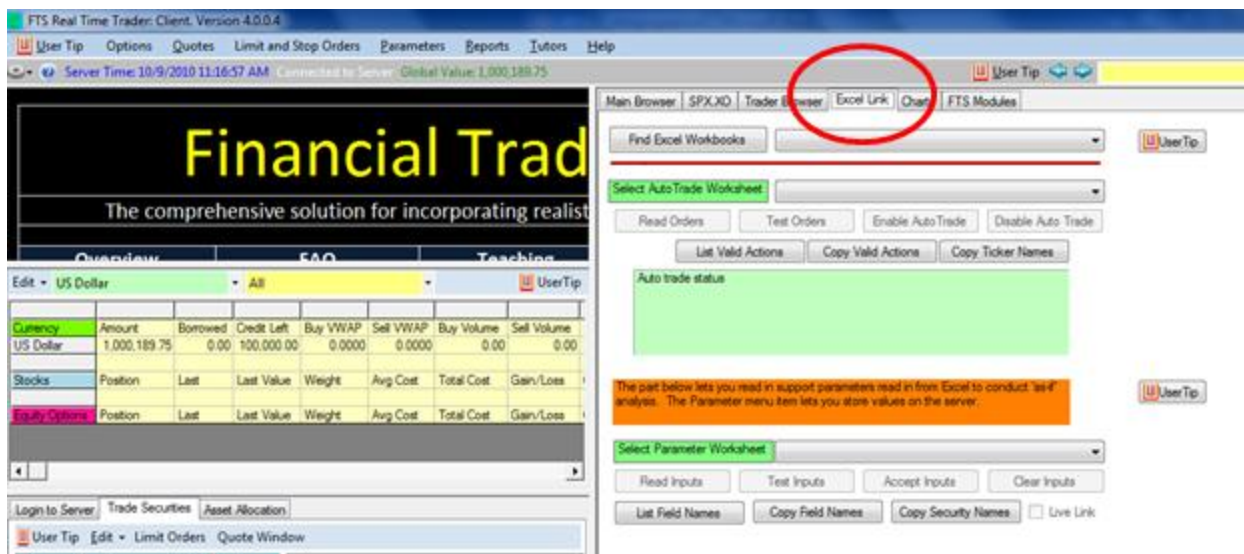 FTS Real Time Trader: Client. Version 4.0.0.4
User Tip Options Quotes Limit and Stop Orders Parameters Reports Tutors Help
Server Time: 10/9/2010 11:16:57 AM Connected to Server Global Value: 1,000,189.75
User Tip
Financial Trad
The comprehensive solution for incorporating realist
Overview FAQ Teaching
Edit US Dollar All UserTip
Currency Amount Borrowed Credit Left Buy VWAP Sell VWAP Buy Volume Sell Volume
US Dollar 1,000,189.75 0.00 100,000.00 0.0000 0.0000 0.00 0.00
Stocks Position Last Last Value Weight Avg Cost Total Cost Gain/Loss
Equity Options Position Last Last Value Weight Avg Cost Total Cost Gain/Loss
Login to Server Trade Securities Asset Allocation
User Tip Edit Limit Orders Quote Window
Main Browser SPX.XO Trader Browser Excel Link Charts FTS Modules
Find Excel Workbooks UserTip
Select AutoTrade Worksheet
Read Orders Test Orders Enable Auto Trade Disable Auto Trade
List Valid Actions Copy Valid Actions Copy Ticker Names
Auto trade status
The part below lets you read in support parameters read in from Excel to conduct 'as-if'
analysis. The Parameter menu item lets you store values on the server.
UserTip
Select Parameter Worksheet
Read Inputs Test Inputs Accept Inputs Clear Inputs
List Field Names Copy Field Names Copy Security Names Live Link